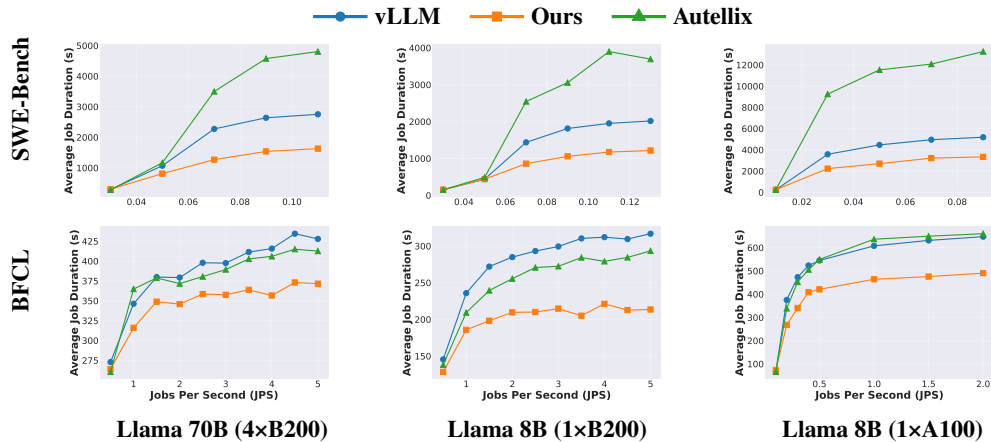 vLLM Ours Autellix
SWE-Bench
Average Job Duration (s)
5000
4000
3000
2000
1000
0.04 0.06 0.08 0.10
Average Job Duration (s)
4000
3000
2000
1000
0
0.04 0.06 0.08 0.10 0.12
Average Job Duration (s)
12000
10000
8000
6000
4000
2000
0
0.02 0.04 0.06 0.08
BFCL
Average Job Duration (s)
425
400
375
350
325
300
275
1 2 3 4 5
Jobs Per Second (JPS)
Average Job Duration (s)
300
250
200
150
1 2 3 4 5
Jobs Per Second (JPS)
Average Job Duration (s)
600
500
400
300
200
100
0.5 1.0 1.5 2.0
Jobs Per Second (JPS)
Llama 70B (4×B200) Llama 8B (1×B200) Llama 8B (1×A100)